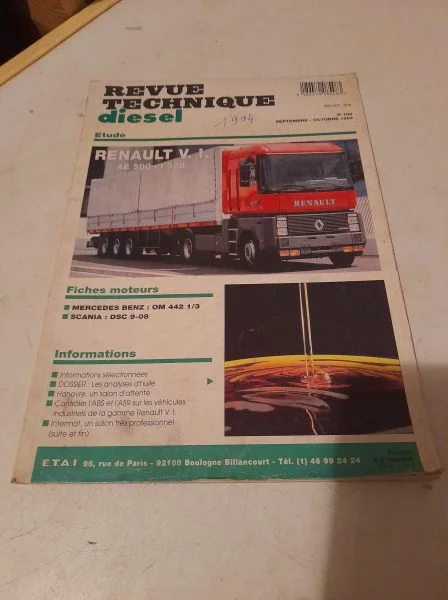 REVUE
TECHNIQUE
diesel
1994
SEPTEMBRE - OCTOBRE 1994
Etude
RENAULT V. I.
AE 500 et 520
RENAULT
Fiches moteurs
MERCEDES BENZ : OM 442 1/3
SCANIA : DSC 9-08
Informations
Informations sélectionnées
DOSSIER : Les analyses d'huile
Hanovre, un salon d'attente
Contrôler l'ABS et l'ASR sur les véhicules
industriels de la gamme Renault V. I.
Intermat, un salon très professionnel
(suite et fin)
E.T.A.I 96, rue de Paris - 92100 Boulogne Billancourt - Tél. (1) 46 99 24 24